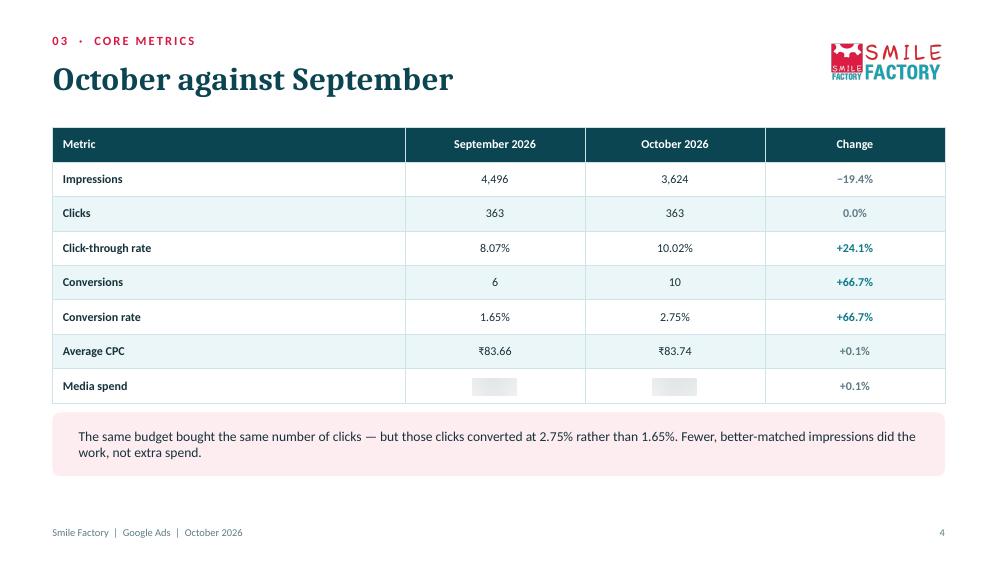 03 · CORE METRICS
October against September
SMILE
FACTORY
SMILE
FACTORY
Metric September 2026 October 2026 Change
Impressions 4,496 3,624 −19.4%
Clicks 363 363 0.0%
Click-through rate 8.07% 10.02% +24.1%
Conversions 6 10 +66.7%
Conversion rate 1.65% 2.75% +66.7%
Average CPC ₹83.66 ₹83.74 +0.1%
Media spend +0.1%
The same budget bought the same number of clicks — but those clicks converted at 2.75% rather than 1.65%. Fewer, better-matched impressions did the
work, not extra spend.
Smile Factory | Google Ads | October 2026 4